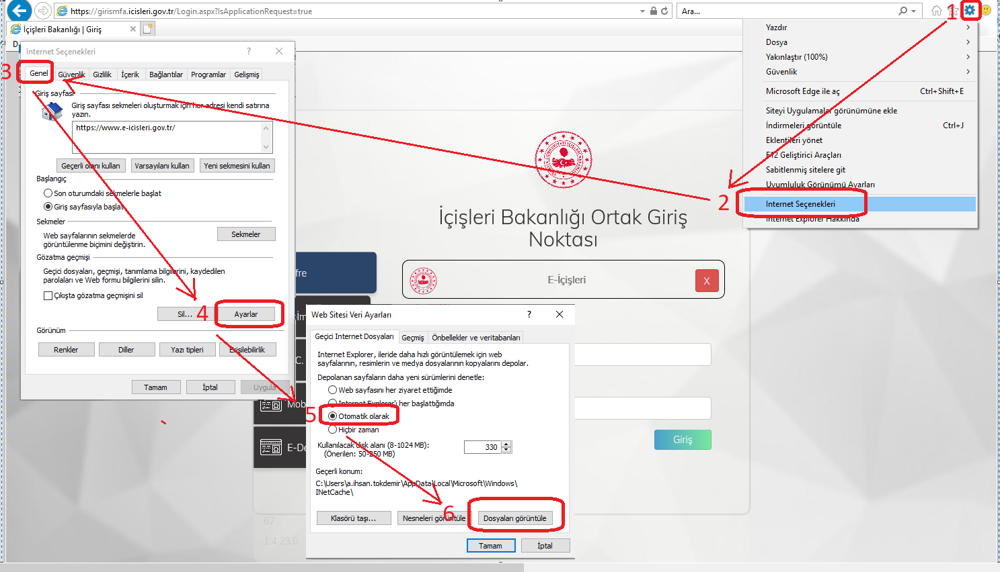 https://girismfa.icisleri.gov.tr/Login.aspx?IsApplicationRequest=true
Ara...
1
İçişleri Bakanlığı | Giriş
D
Yazdır
Dosya
Yakınlaştır (100%)
Güvenlik
Microsoft Edge ile aç Ctrl+Shift+E
Siteyi Uygulamalar görünümüne ekle
İndirmeleri görüntüle Ctrl+J
Eklentileri yönet
F12 Geliştirici Araçları
Sabitlenmiş sitelere git
Uyumluluk Görünümü Ayarları
2
Internet Seçenekleri
Internet Explorer Hakkında
Internet Seçenekleri
?
3
Genel Güvenlik Gizlilik İçerik Bağlantılar Programlar Gelişmiş
Giriş sayfası
Giriş sayfası sekmeleri oluşturmak için her adresi kendi satırına
yazın.
https://www.e-icisleri.gov.tr/
Geçerli olanı kullan Varsayılanı kullan Yeni sekmesini kullan
Başlangıç
Son oturumdaki sekmelerle başlat
Giriş sayfasıyla başlat
Sekmeler
Web sayfalarının sekmelerde
görüntülenme biçimini değiştirin.
Sekmeler
Gözatma geçmişi
Geçici dosyaları, geçmişi, tanımlama bilgilerini, kaydedilen
parolaları ve Web formu bilgilerini silin.
Çıkışta gözatma geçmişini sil
Sil...
4
Ayarlar
Görünüm
Renkler Diller Yazı tipleri Erişilebilirlik
Tamam İptal Uygula
İçişleri Bakanlığı Ortak Giriş
Noktası
fre
E-İçişleri
X
C.
Mob
E-De
Giriş
67
1.4.23.0
Web Sitesi Veri Ayarları
?
Geçici Internet Dosyaları Geçmiş Önbellekler ve veritabanları
Internet Explorer, ileride daha hızlı görüntülemek için web
sayfalarının, resimlerin ve medya dosyalarının kopyalarını depolar.
Depolanan sayfaların daha yeni sürümlerini denetle:
Web sayfasını her ziyaret ettiğimde
Internet Explorer'ı her başlattığımda
5
Otomatik olarak
Hiçbir zaman
Kullanılacak disk alanı (8-1024 MB): 330
(Önerilen: 50-250 MB)
Geçerli konum:
C:\Users\a.ihsan.tokdemir\AppData\Local\Microsoft\Windows\
INetCache\
Klasörü taşı... Nesneleri görüntüle
6
Dosyaları görüntüle
Tamam İptal